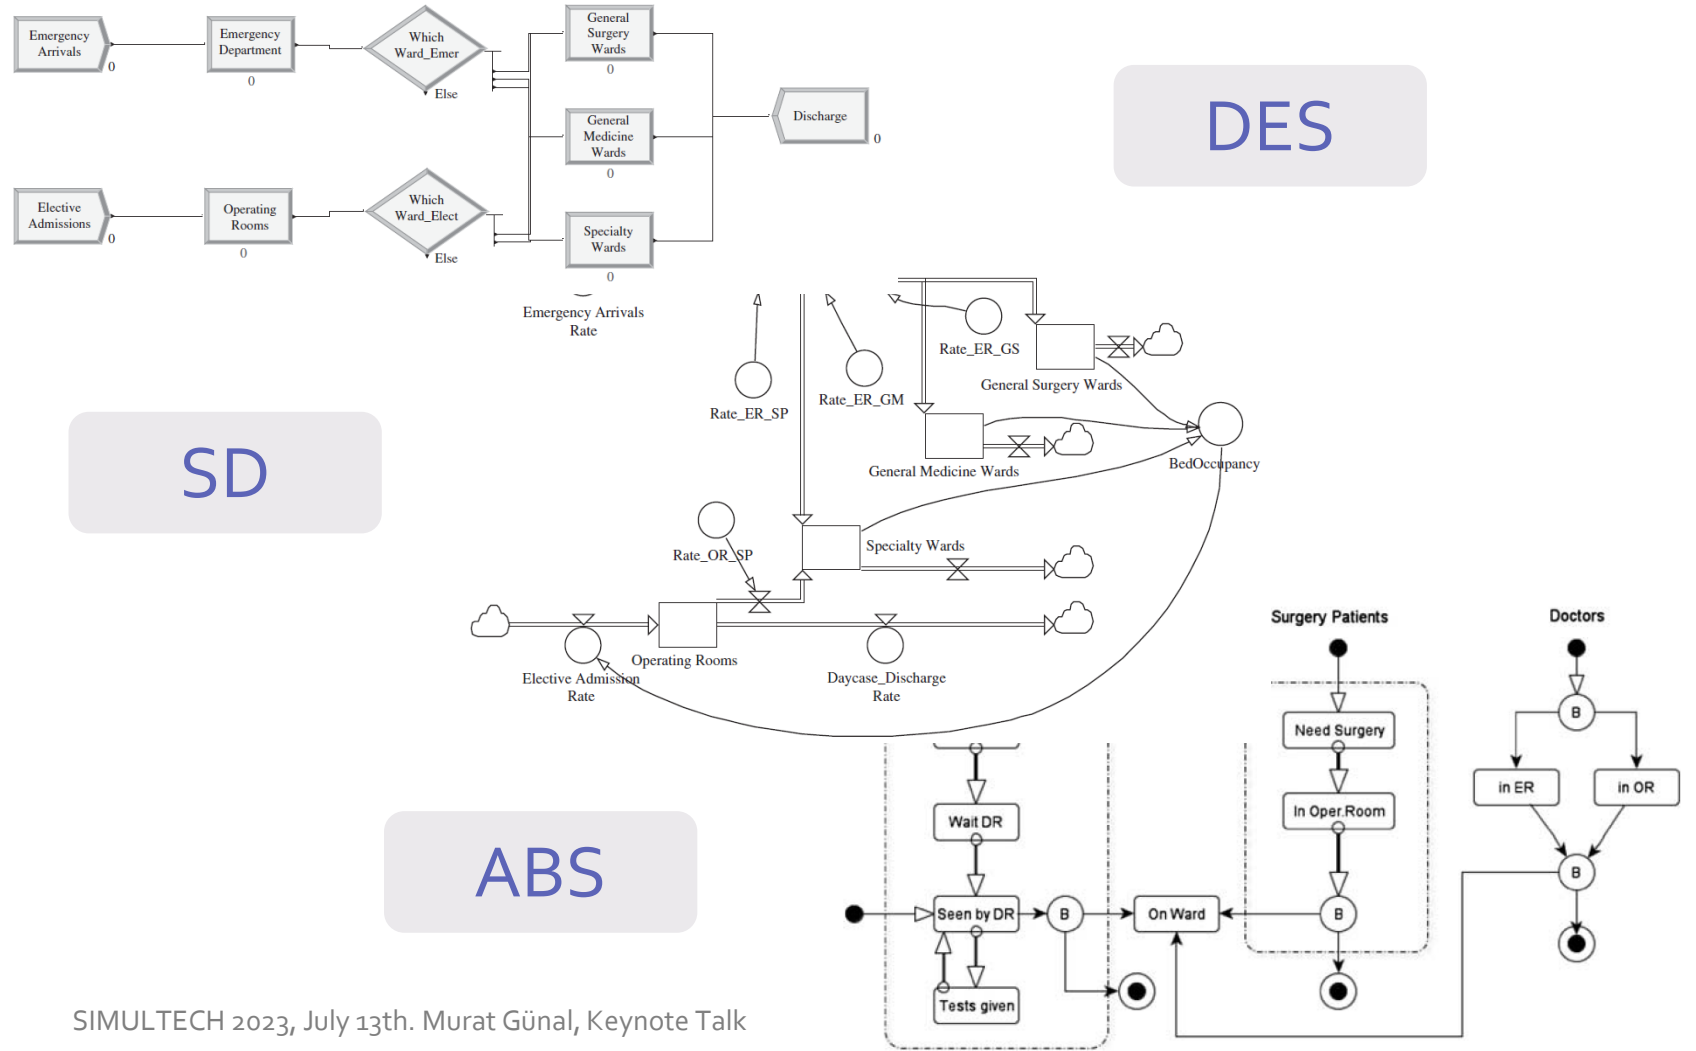 Emergency
Arrivals
0
Emergency
Department
0
Which
Ward_Emer
Else
General
Surgery
Wards
0
General
Medicine
Wards
0
Discharge
0
Elective
Admissions
0
Operating
Rooms
0
Which
Ward_Elect
Else
Specialty
Wards
0
DES
Emergency Arrivals
Rate
Rate_ER_SP
Rate_ER_GM
Rate_ER_GS
General Surgery Wards
General Medicine Wards
BedOccupancy
Rate_OR_SP
Specialty Wards
Operating Rooms
Elective Admission
Rate
Daycase_Discharge
Rate
SD
Surgery Patients
Doctors
Need Surgery
In Oper.Room
B
B
in ER
in OR
B
Wait DR
Seen by DR
B
On Ward
Tests given
ABS
SIMULTECH 2023, July 13th. Murat Günal, Keynote Talk